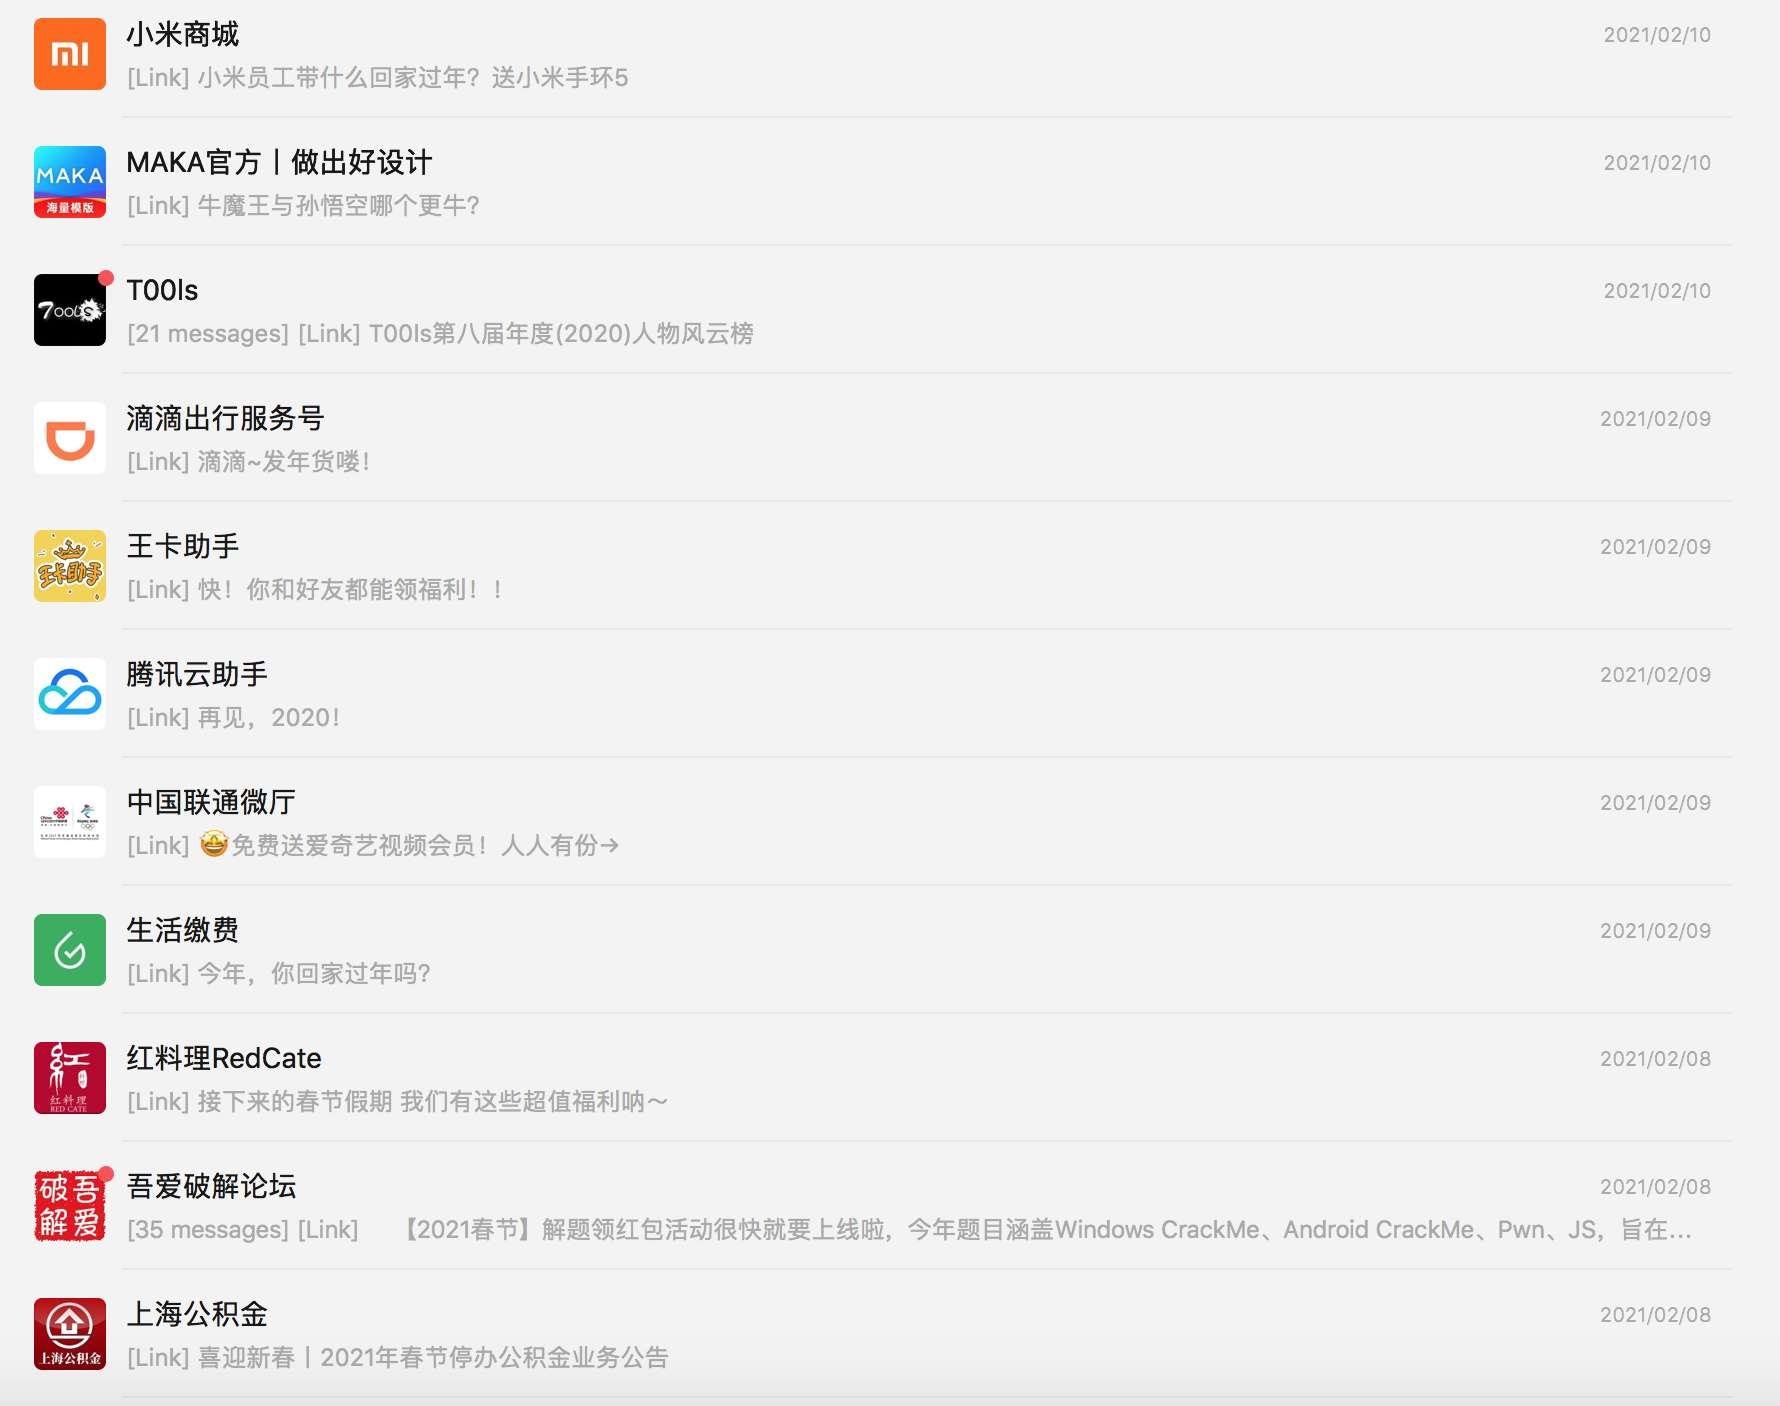 小米商城
2021/02/10
[Link] 小米员工带什么回家过年？送小米手环5
MAKA
海量模版
MAKA官方丨做出好设计
2021/02/10
[Link] 牛魔王与孙悟空哪个更牛?
Tools
T00ls
2021/02/10
[21 messages] [Link] T00ls第八届年度(2020)人物风云榜
滴滴出行服务号
2021/02/09
[Link] 滴滴~发年货喽！
王卡助手
王卡助手
2021/02/09
[Link] 快！你和好友都能领福利！！
腾讯云助手
2021/02/09
[Link] 再见，2020！
中国联通微厅
2021/02/09
[Link] 🤩免费送爱奇艺视频会员！人人有份→
生活缴费
2021/02/09
[Link] 今年，你回家过年吗?
红料理
RED CATE
红料理RedCate
2021/02/08
[Link] 接下来的春节假期 我们有这些超值福利呐～
吾爱破解
吾爱破解论坛
2021/02/08
[35 messages] [Link] 【2021春节】解题领红包活动很快就要上线啦，今年题目涵盖Windows CrackMe、Android CrackMe、Pwn、JS，旨在...
上海公积金
上海公积金
2021/02/08
[Link] 喜迎新春丨2021年春节停办公积金业务公告